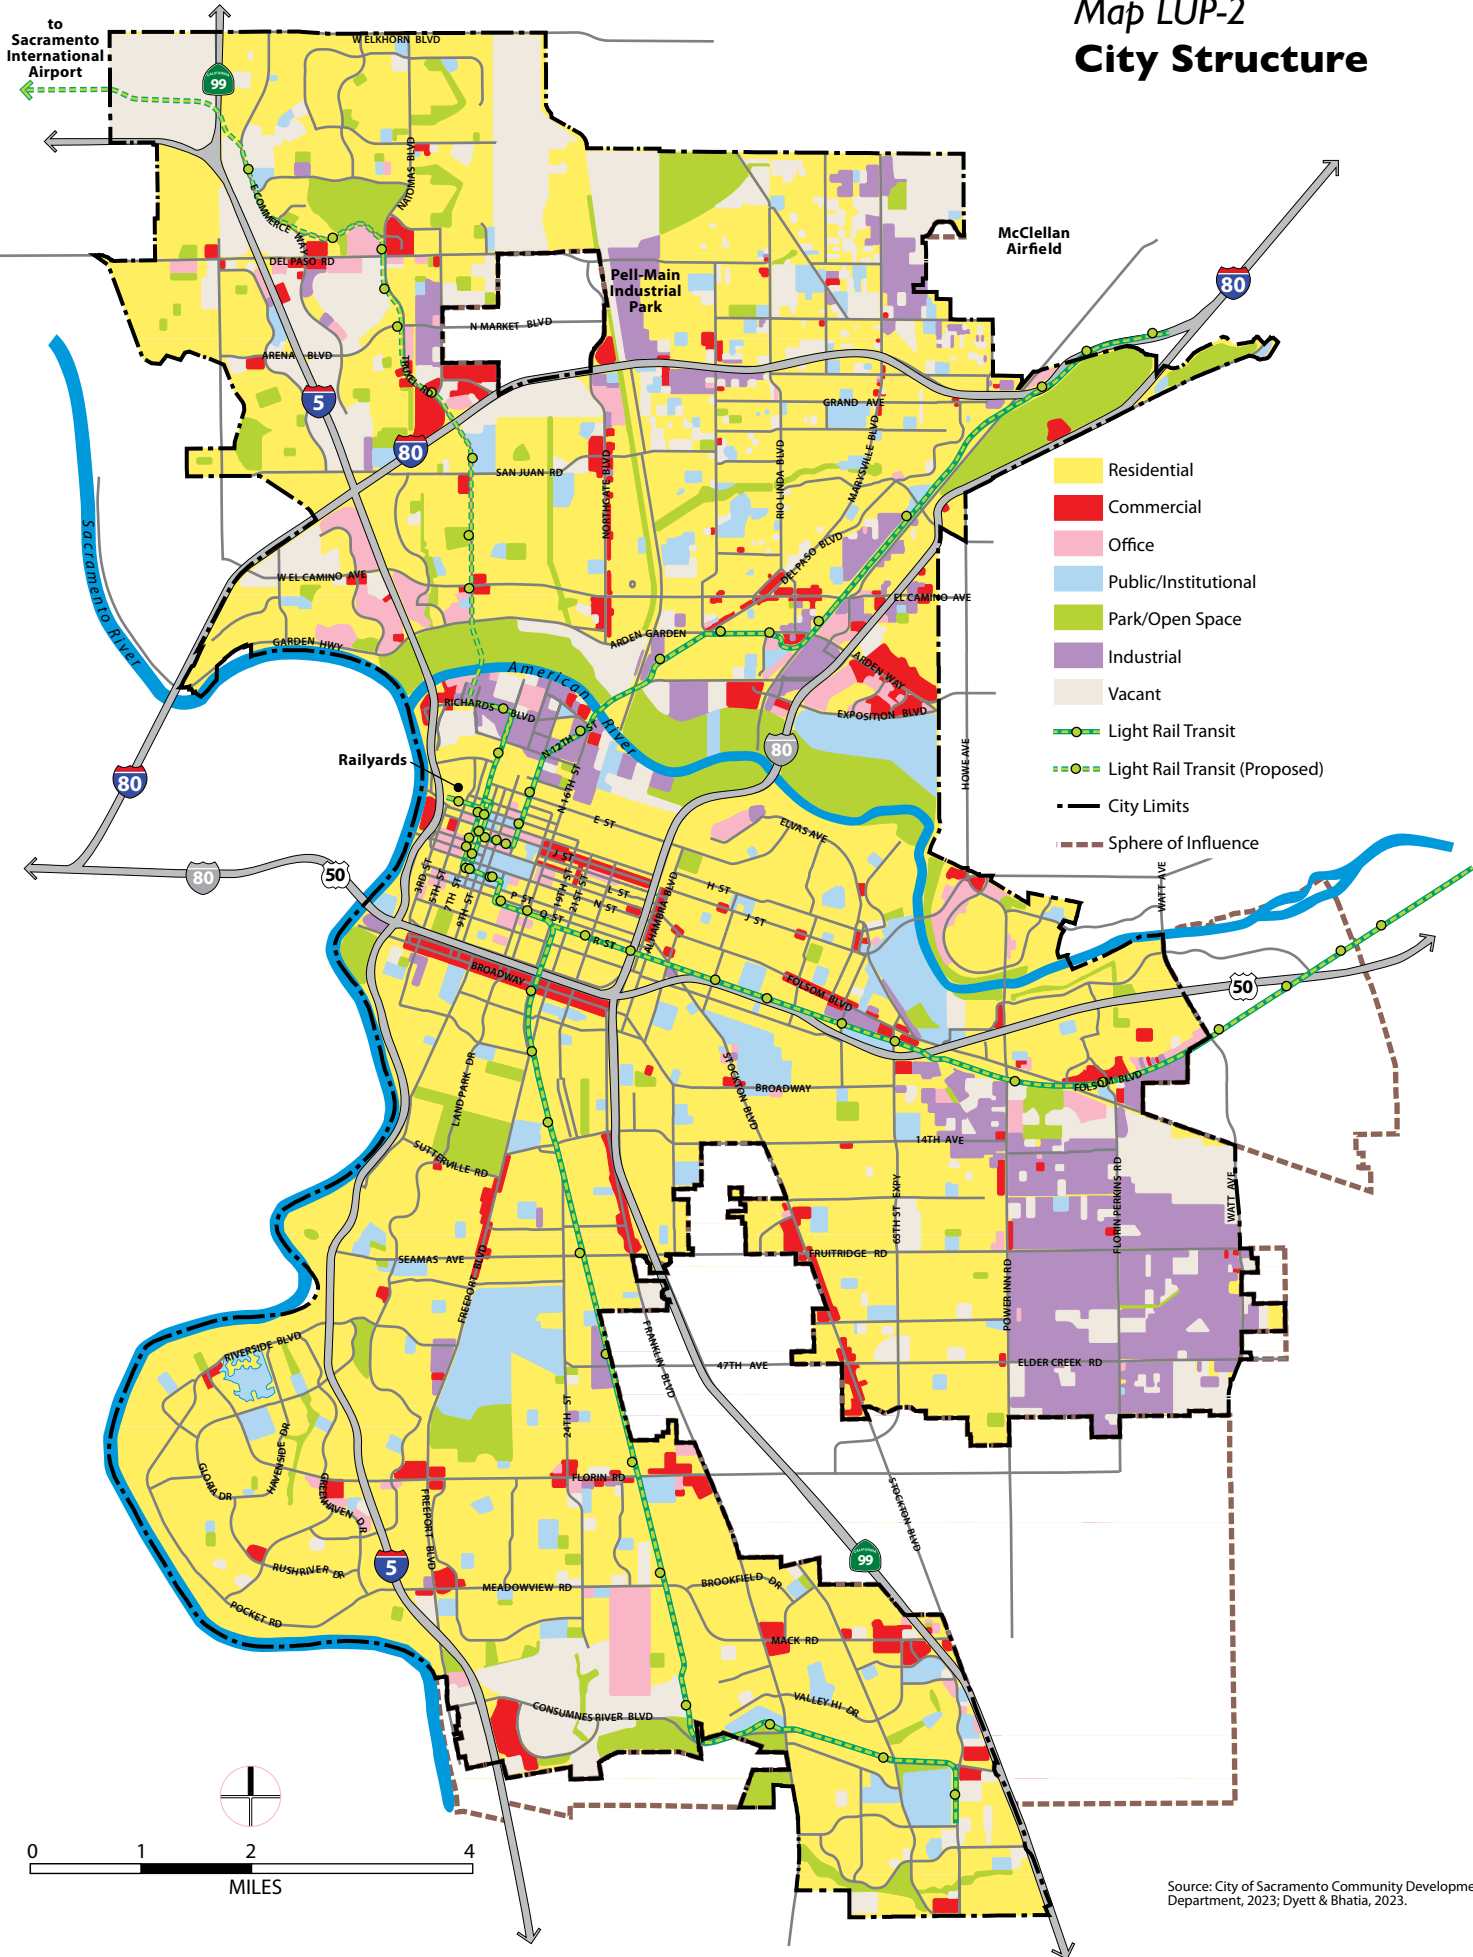 Map LUP-2
City Structure
to
Sacramento
International
Airport
W ELKHORN BLVD
CALIFORNIA
99
NATOMAS BLVD
E COMMERCE WAY
DEL PASO RD
McClellan
Airfield
80
Pell-Main
Industrial
Park
N MARKET BLVD
ARENA BLVD
TRUXEL RD
5
GRAND AVE
80
SAN JUAN RD
NORTHGATE BLVD
RIO LINDA BLVD
MARYSVILLE BLVD
Sacramento River
DEL PASO BLVD
W EL CAMINO AVE
EL CAMINO AVE
GARDEN HWY
ARDEN GARDEN
ARDEN WAY
American River
RICHARDS BLVD
EXPOSITION BLVD
N 12TH ST
80
HOWE AVE
Railyards
80
N 16TH ST
E ST
ELVAS AVE
J ST
80
50
3RD ST
5TH ST
7TH ST
9TH ST
19TH ST
21ST ST
P ST
Q ST
L ST
N ST
R ST
ALHAMBRA BLVD
H ST
J ST
WATT AVE
BROADWAY
FOLSOM BLVD
50
LAND PARK DR
STOCKTON BLVD
BROADWAY
FOLSOM BLVD
SUTTERVILLE RD
14TH AVE
65TH ST EXPY
FLORIN PERKINS RD
WATT AVE
SEAMAS AVE
FREEPORT BLVD
FRUITRIDGE RD
POWER INN RD
RIVERSIDE BLVD
FRANKLIN BLVD
47TH AVE
ELDER CREEK RD
24TH ST
GLORIA DR
HAVENSIDE DR
GREENHAVEN DR
FLORIN RD
FREEPORT BLVD
STOCKTON BLVD
RUSHRIVER DR
5
CALIFORNIA
99
MEADOWVIEW RD
BROOKFIELD DR
POCKET RD
MACK RD
CONSUMNES RIVER BLVD
VALLEY HI DR
Residential
Commercial
Office
Public/Institutional
Park/Open Space
Industrial
Vacant
Light Rail Transit
Light Rail Transit (Proposed)
City Limits
Sphere of Influence
0 1 2 4
MILES
Source: City of Sacramento Community Developme
Department, 2023; Dyett & Bhatia, 2023.